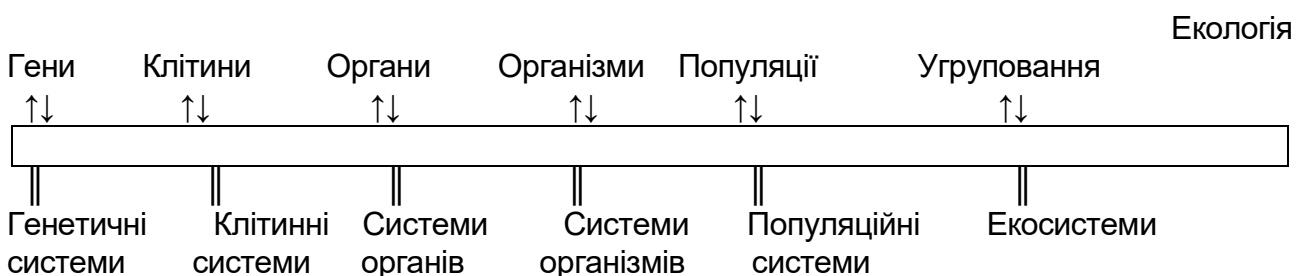 Екологія
Гени Клітини Органи Організми Популяції Угруповання
↑↓ ↑↓ ↑↓ ↑↓ ↑↓ ↑↓
Генетичні Клітинні Системи Системи Популяційні Екосистеми
системи системи органів організмів системи